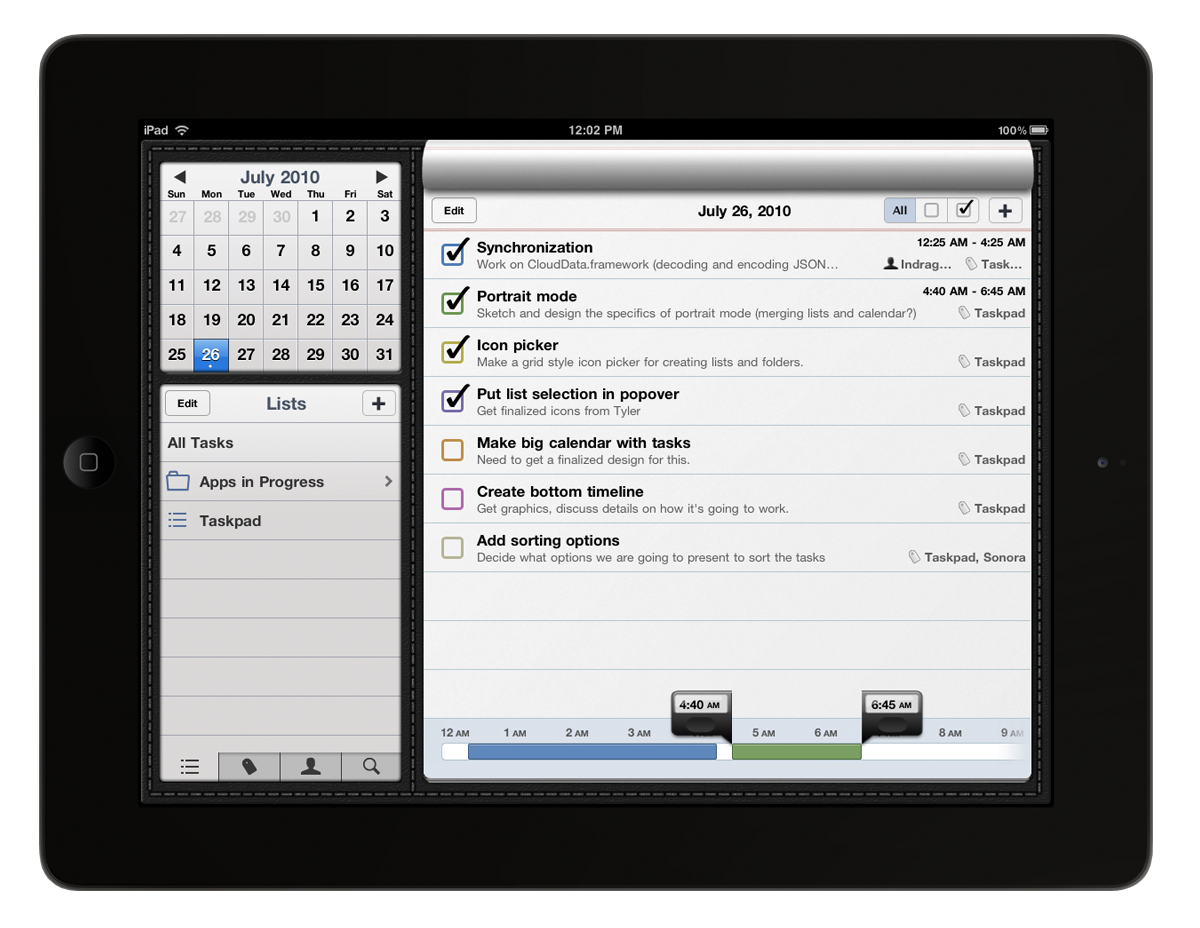 iPad 12:02 PM 100%
July 2010
Sun Mon Tue Wed Thu Fri Sat
27 28 29 30 1 2 3
4 5 6 7 8 9 10
11 12 13 14 15 16 17
18 19 20 21 22 23 24
25 26 27 28 29 30 31
Edit Lists +
All Tasks
Apps in Progress
Taskpad
Edit July 26, 2010 All +
Synchronization 12:25 AM - 4:25 AM
Work on CloudData.framework (decoding and encoding JSON… Indrag… Task…
Portrait mode 4:40 AM - 6:45 AM
Sketch and design the specifics of portrait mode (merging lists and calendar?) Taskpad
Icon picker
Make a grid style icon picker for creating lists and folders. Taskpad
Put list selection in popover
Get finalized icons from Tyler Taskpad
Make big calendar with tasks
Need to get a finalized design for this. Taskpad
Create bottom timeline
Get graphics, discuss details on how it's going to work. Taskpad
Add sorting options
Decide what options we are going to present to sort the tasks Taskpad, Sonora
4:40 AM 6:45 AM
12 AM 1 AM 2 AM 3 AM 5 AM 6 AM 8 AM 9 AM